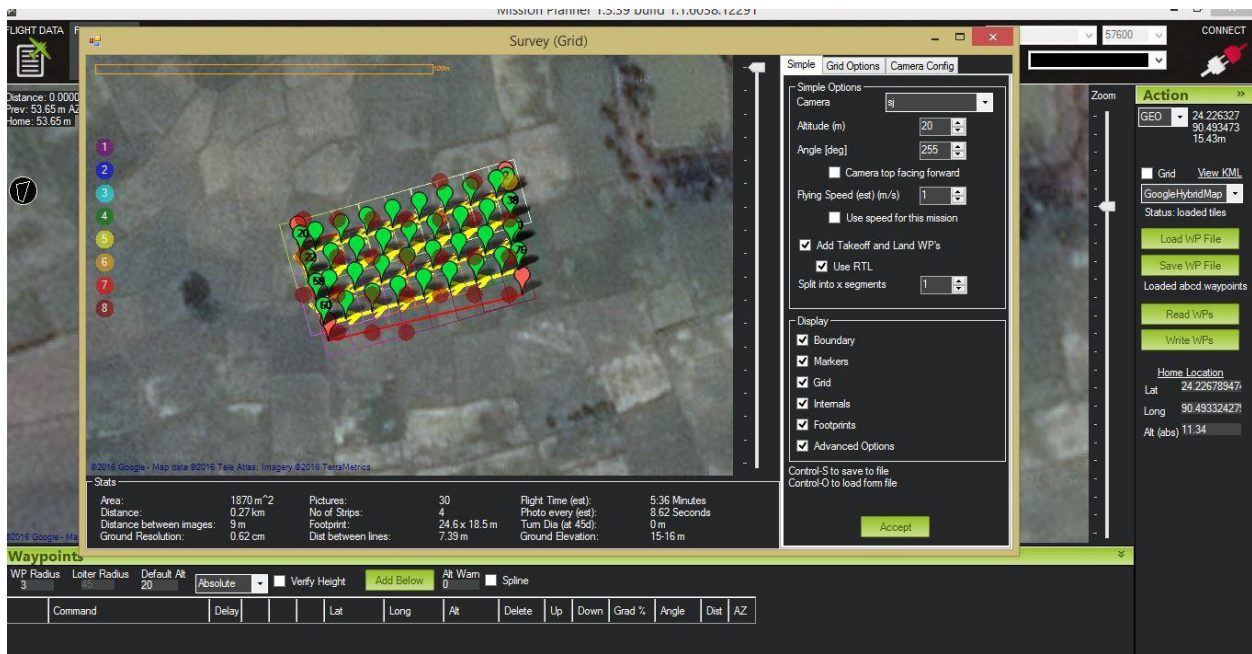 Mission Planner 1.3.39 build 1.1.6038.12291
FLIGHT DATA F
57600
CONNECT
Survey (Grid)
Distance: 0.0000
Prev: 53.65 m AZ
Home: 53.65 m
100m
1
2
3
4
5
6
7
8
20
22
58
60
38
Simple
Grid Options
Camera Config
Simple Options
Camera sj
Altitude (m) 20
Angle [deg] 255
Camera top facing forward
Flying Speed (est) (m/s) 1
Use speed for this mission
Add Takeoff and Land WP's
Use RTL
Split into x segments 1
Display
Boundary
Markers
Grid
Internals
Footprints
Advanced Options
Control-S to save to file
Control-O to load form file
Accept
©2016 Google - Map data ©2016 Tele Atlas, Imagery ©2016 TerraMetrics
Stats
Area: 1870 m^2 Pictures: 30 Flight Time (est): 5:36 Minutes
Distance: 0.27 km No of Strips: 4 Photo every (est): 8.62 Seconds
Distance between images: 9 m Footprint: 24.6 x 18.5 m Turn Dia (at 45d): 0 m
Ground Resolution: 0.62 cm Dist between lines: 7.39 m Ground Elevation: 15-16 m
©2016 Google - Ma
Zoom
Action »
GEO 24.226327
90.493473
15.43m
Grid View KML
GoogleHybridMap
Status: loaded tiles
Load WP File
Save WP File
Loaded abcd.waypoints
Read WPs
Write WPs
Home Location
Lat 24.226789474
Long 90.49332427
Alt (abs) 11.34
Waypoints
WP Radius Loiter Radius Default Alt Alt Warn
3 45 20 Absolute Verify Height Add Below 0 Spline
Command Delay Lat Long Alt Delete Up Down Grad % Angle Dist AZ